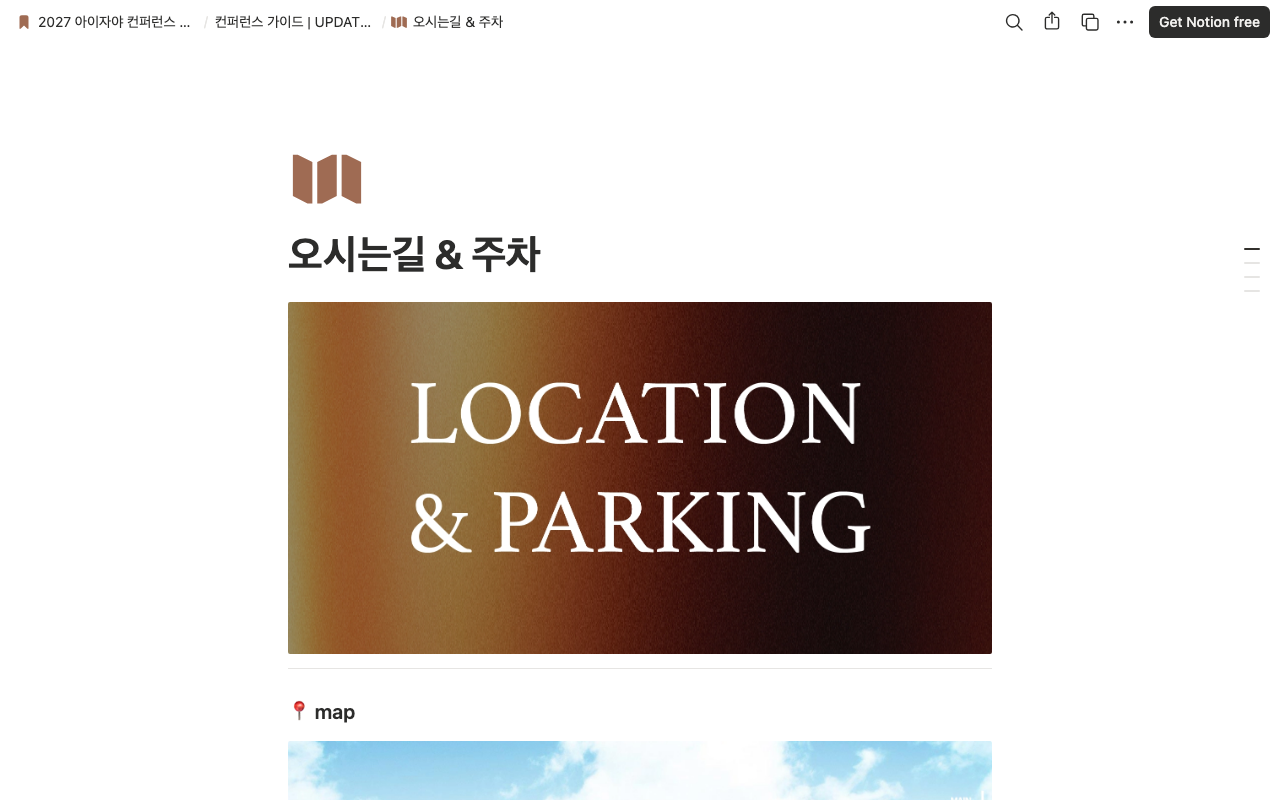 2027 아이자야 컨퍼런스 ... / 컨퍼런스 가이드 | UPDAT... / 오시는길 & 주차
Get Notion free
오시는길 & 주차
LOCATION
& PARKING
map